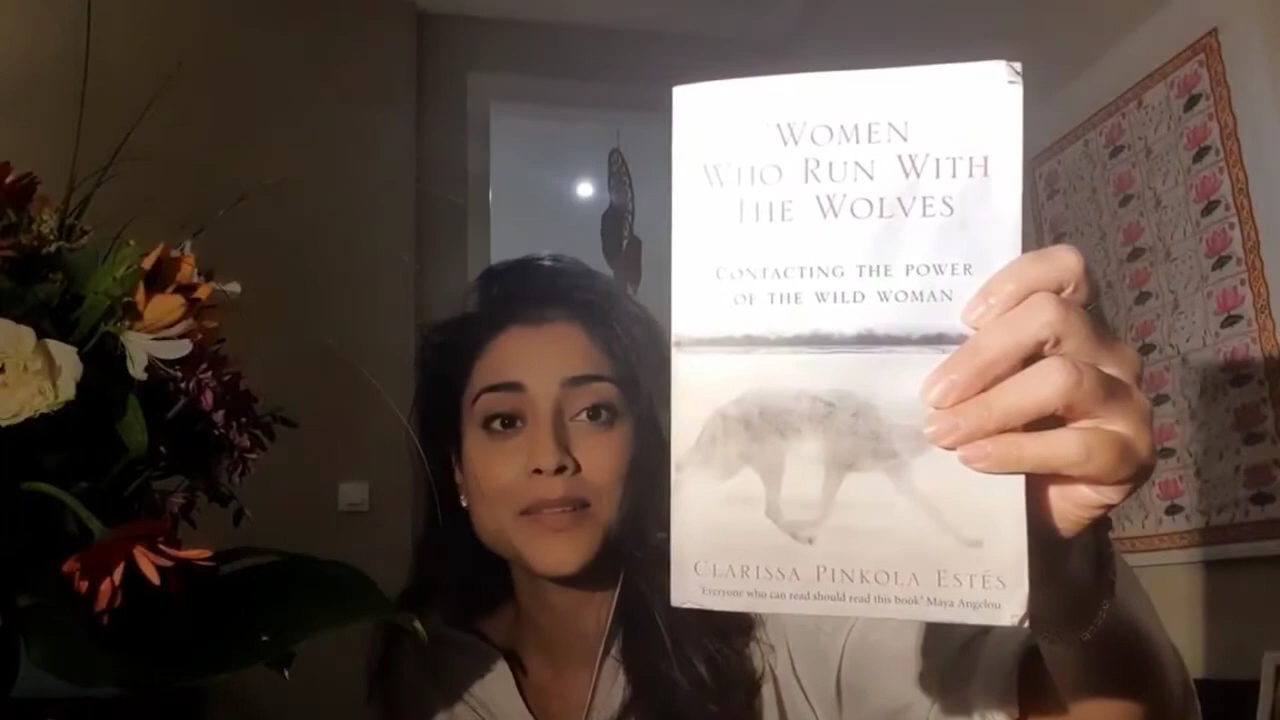 WOMEN
WHO RUN WITH
THE WOLVES
CONTACTING THE POWER
OF THE WILD WOMAN
CLARISSA PINKOLA ESTÉS
'Everyone who can read should read this book' Maya Angelou